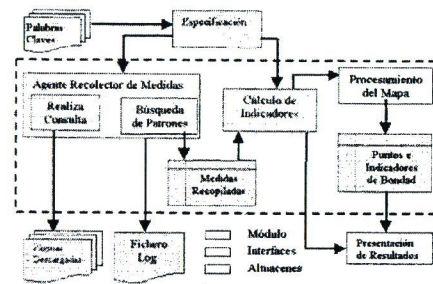 Palabras
Claves
Especificación
Agente Recolector de Medidas
Realiza
Consulta
Búsqueda
de Patrones
Cálculo de
Indicadores
Procesamiento
del Mapa
Medidas
Recopiladas
Puntos e
Indicadores
de Bondad
Descargadas
Fichero
Log
Módulo
Interfaces
Almacenes
Presentación
de Resultados